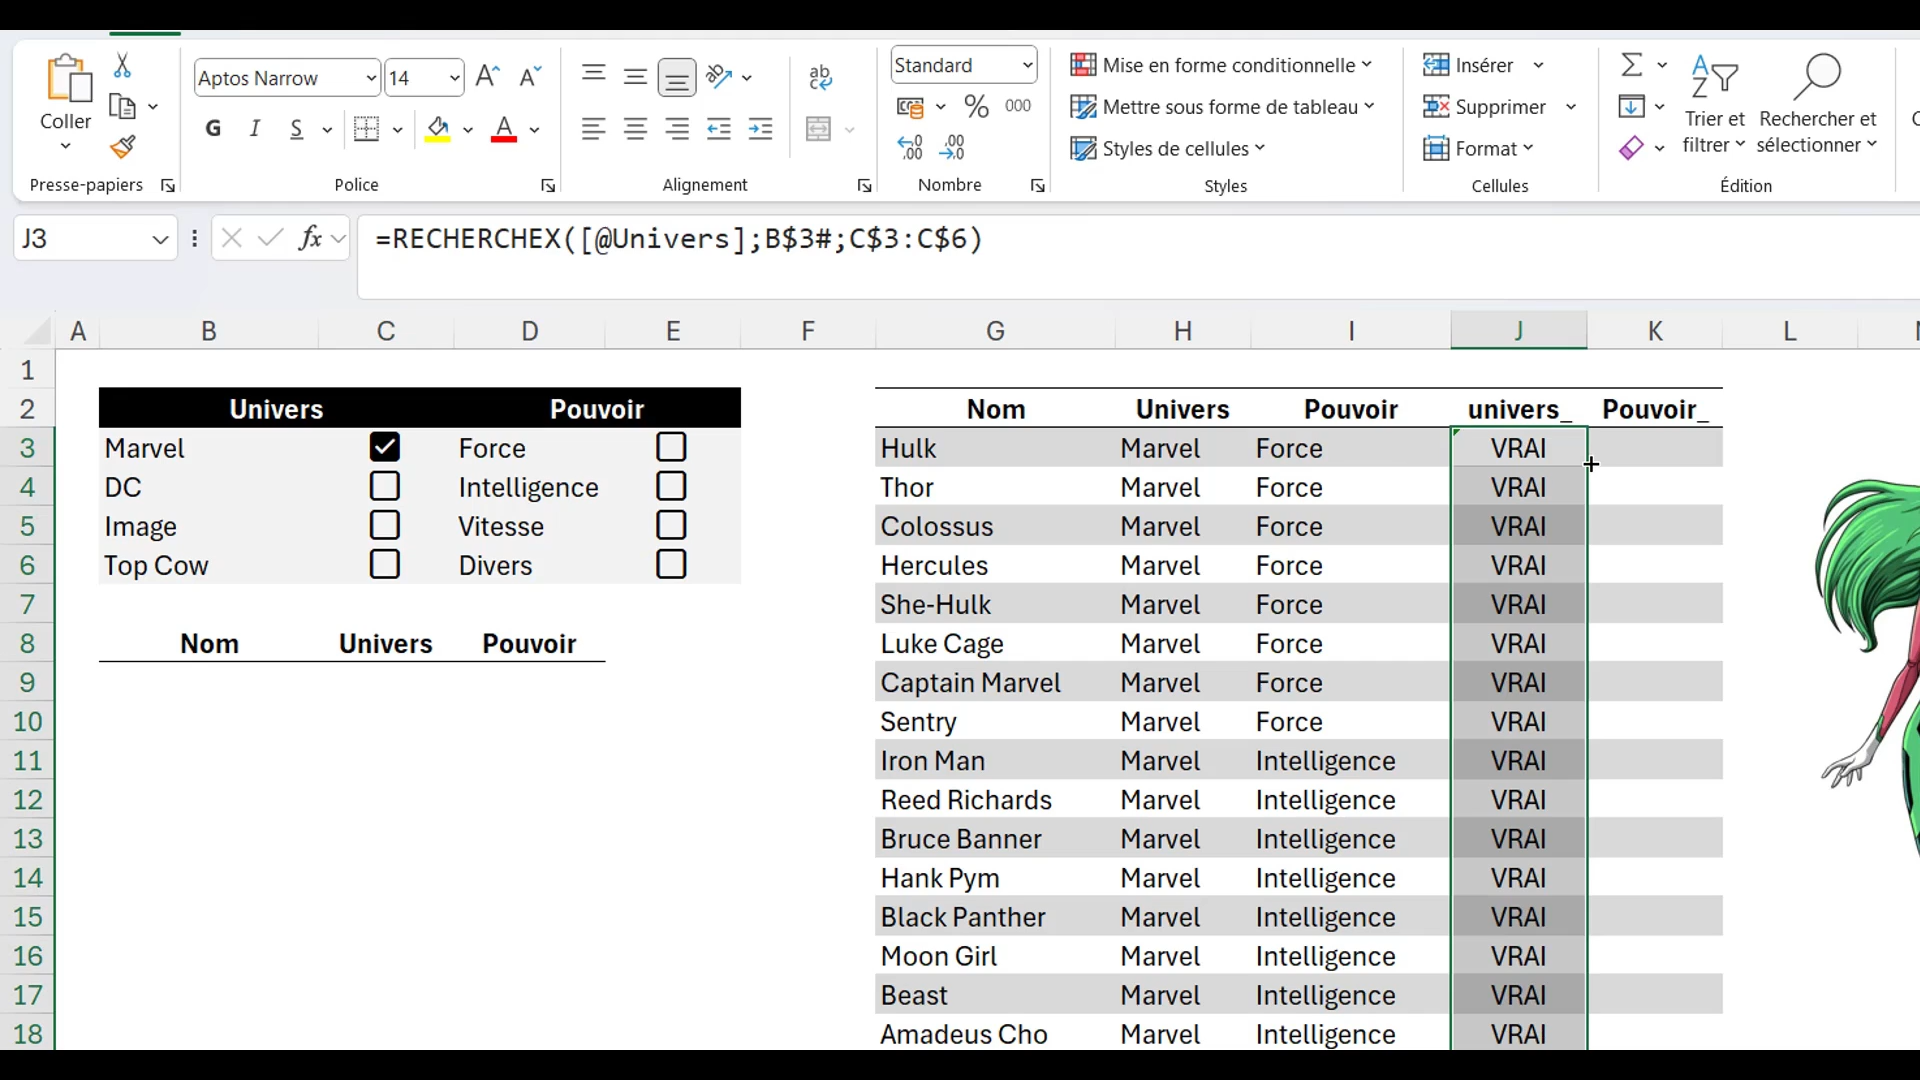 Coller
Presse-papiers
Aptos Narrow 14
G I S
Police
ab
Alignement
Standard
% 000
,00 ,00
Nombre
Mise en forme conditionnelle
Mettre sous forme de tableau
Styles de cellules
Styles
Insérer
Supprimer
Format
Cellules
Trier et filtrer
Rechercher et sélectionner
Édition
J3 fx =RECHERCHEX([@Univers];B$3#;C$3:C$6)
A B C D E F G H I J K L
1
2 Univers Pouvoir Nom Univers Pouvoir univers_ Pouvoir_
3 Marvel Force Hulk Marvel Force VRAI
4 DC Intelligence Thor Marvel Force VRAI
5 Image Vitesse Colossus Marvel Force VRAI
6 Top Cow Divers Hercules Marvel Force VRAI
7 She-Hulk Marvel Force VRAI
8 Nom Univers Pouvoir Luke Cage Marvel Force VRAI
9 Captain Marvel Marvel Force VRAI
10 Sentry Marvel Force VRAI
11 Iron Man Marvel Intelligence VRAI
12 Reed Richards Marvel Intelligence VRAI
13 Bruce Banner Marvel Intelligence VRAI
14 Hank Pym Marvel Intelligence VRAI
15 Black Panther Marvel Intelligence VRAI
16 Moon Girl Marvel Intelligence VRAI
17 Beast Marvel Intelligence VRAI
18 Amadeus Cho Marvel Intelligence VRAI